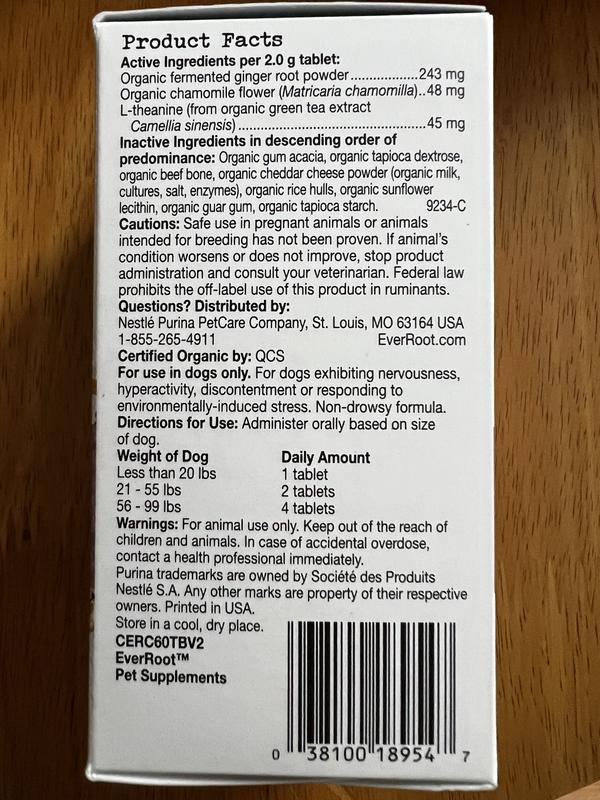 Product Facts
Active Ingredients per 2.0 g tablet:
Organic fermented ginger root powder..................243 mg
Organic chamomile flower (Matricaria chamomilla)..48 mg
L-theanine (from organic green tea extract
Camellia sinensis)..................................................45 mg
Inactive Ingredients in descending order of
predominance: Organic gum acacia, organic tapioca dextrose,
organic beef bone, organic cheddar cheese powder (organic milk,
cultures, salt, enzymes), organic rice hulls, organic sunflower
lecithin, organic guar gum, organic tapioca starch. 9234-C
Cautions: Safe use in pregnant animals or animals
intended for breeding has not been proven. If animal's
condition worsens or does not improve, stop product
administration and consult your veterinarian. Federal law
prohibits the off-label use of this product in ruminants.
Questions? Distributed by:
Nestlé Purina PetCare Company, St. Louis, MO 63164 USA
1-855-265-4911 EverRoot.com
Certified Organic by: QCS
For use in dogs only. For dogs exhibiting nervousness,
hyperactivity, discontentment or responding to
environmentally-induced stress. Non-drowsy formula.
Directions for Use: Administer orally based on size
of dog.
Weight of Dog Daily Amount
Less than 20 lbs 1 tablet
21 - 55 lbs 2 tablets
56 - 99 lbs 4 tablets
Warnings: For animal use only. Keep out of the reach of
children and animals. In case of accidental overdose,
contact a health professional immediately.
Purina trademarks are owned by Société des Produits
Nestlé S.A. Any other marks are property of their respective
owners. Printed in USA.
Store in a cool, dry place.
CERC60TBV2
EverRoot™
Pet Supplements
0 38100 18954 7